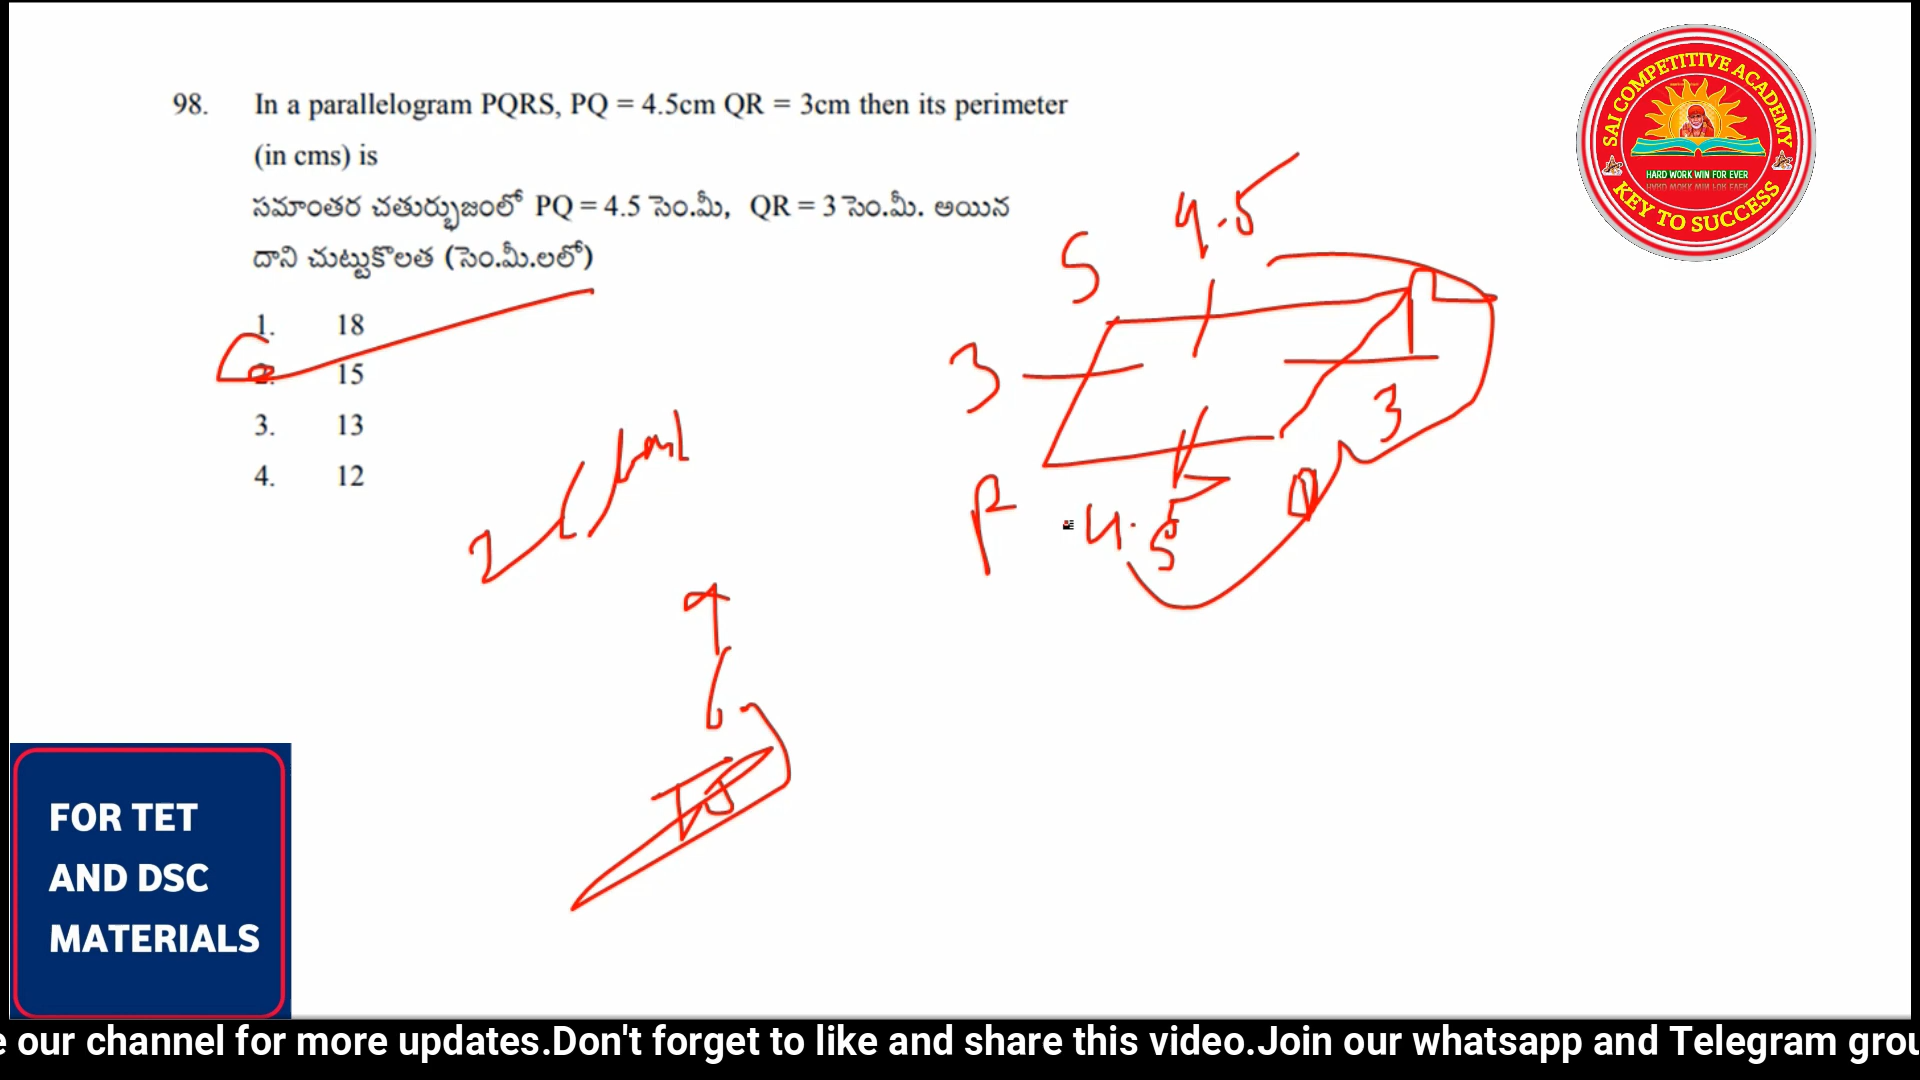 98. In a parallelogram PQRS, PQ = 4.5cm QR = 3cm then its perimeter
(in cms) is
సమాంతర చతుర్భుజంలో PQ = 4.5 సెం.మీ, QR = 3 సెం.మీ. అయిన
దాని చుట్టుకొలత (సెం.మీ.లలో)
1. 18
2. 15
3. 13
4. 12
S
4.5
3
3
P
4.5
Q
9
6
15
SAI COMPETITIVE ACADEMY
HARD WORK WIN FOR EVER
KEY TO SUCCESS
FOR TET
AND DSC
MATERIALS
e our channel for more updates.Don't forget to like and share this video.Join our whatsapp and Telegram grou